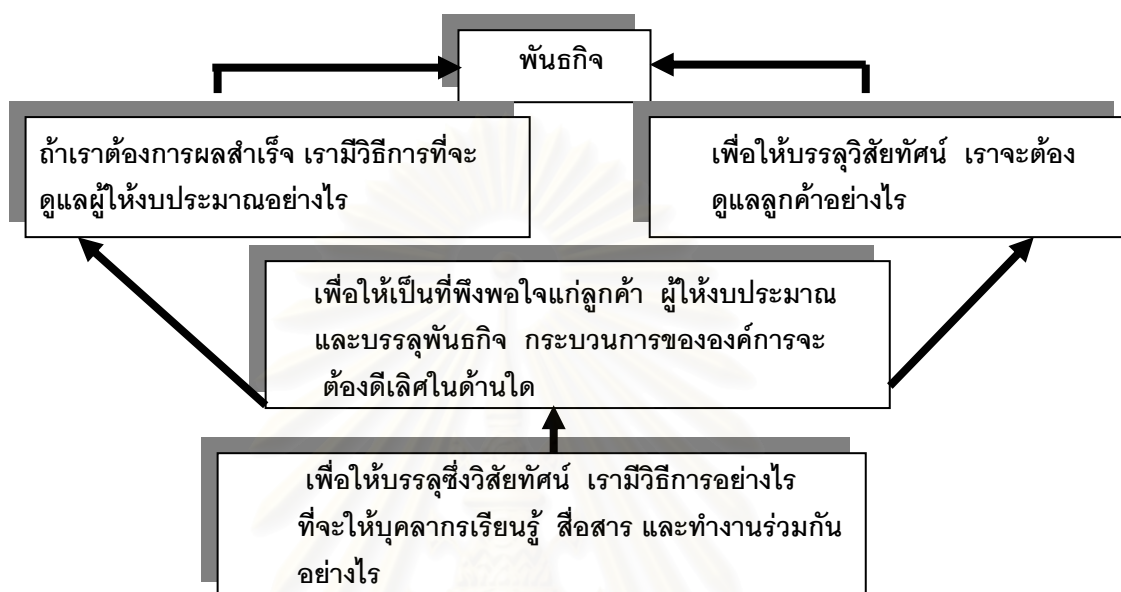 พันธกิจ
ถ้าเราต้องการผลสำเร็จ เรามีวิธีการที่จะ
ดูแลผู้ให้งบประมาณอย่างไร
เพื่อให้บรรลุวิสัยทัศน์ เราจะต้อง
ดูแลลูกค้าอย่างไร
เพื่อให้เป็นที่พึงพอใจแก่ลูกค้า ผู้ให้งบประมาณ
และบรรลุพันธกิจ กระบวนการขององค์การจะ
ต้องดีเลิศในด้านใด
เพื่อให้บรรลุซึ่งวิสัยทัศน์ เรามีวิธีการอย่างไร
ที่จะให้บุคลากรเรียนรู้ สื่อสาร และทำงานร่วมกัน
อย่างไร